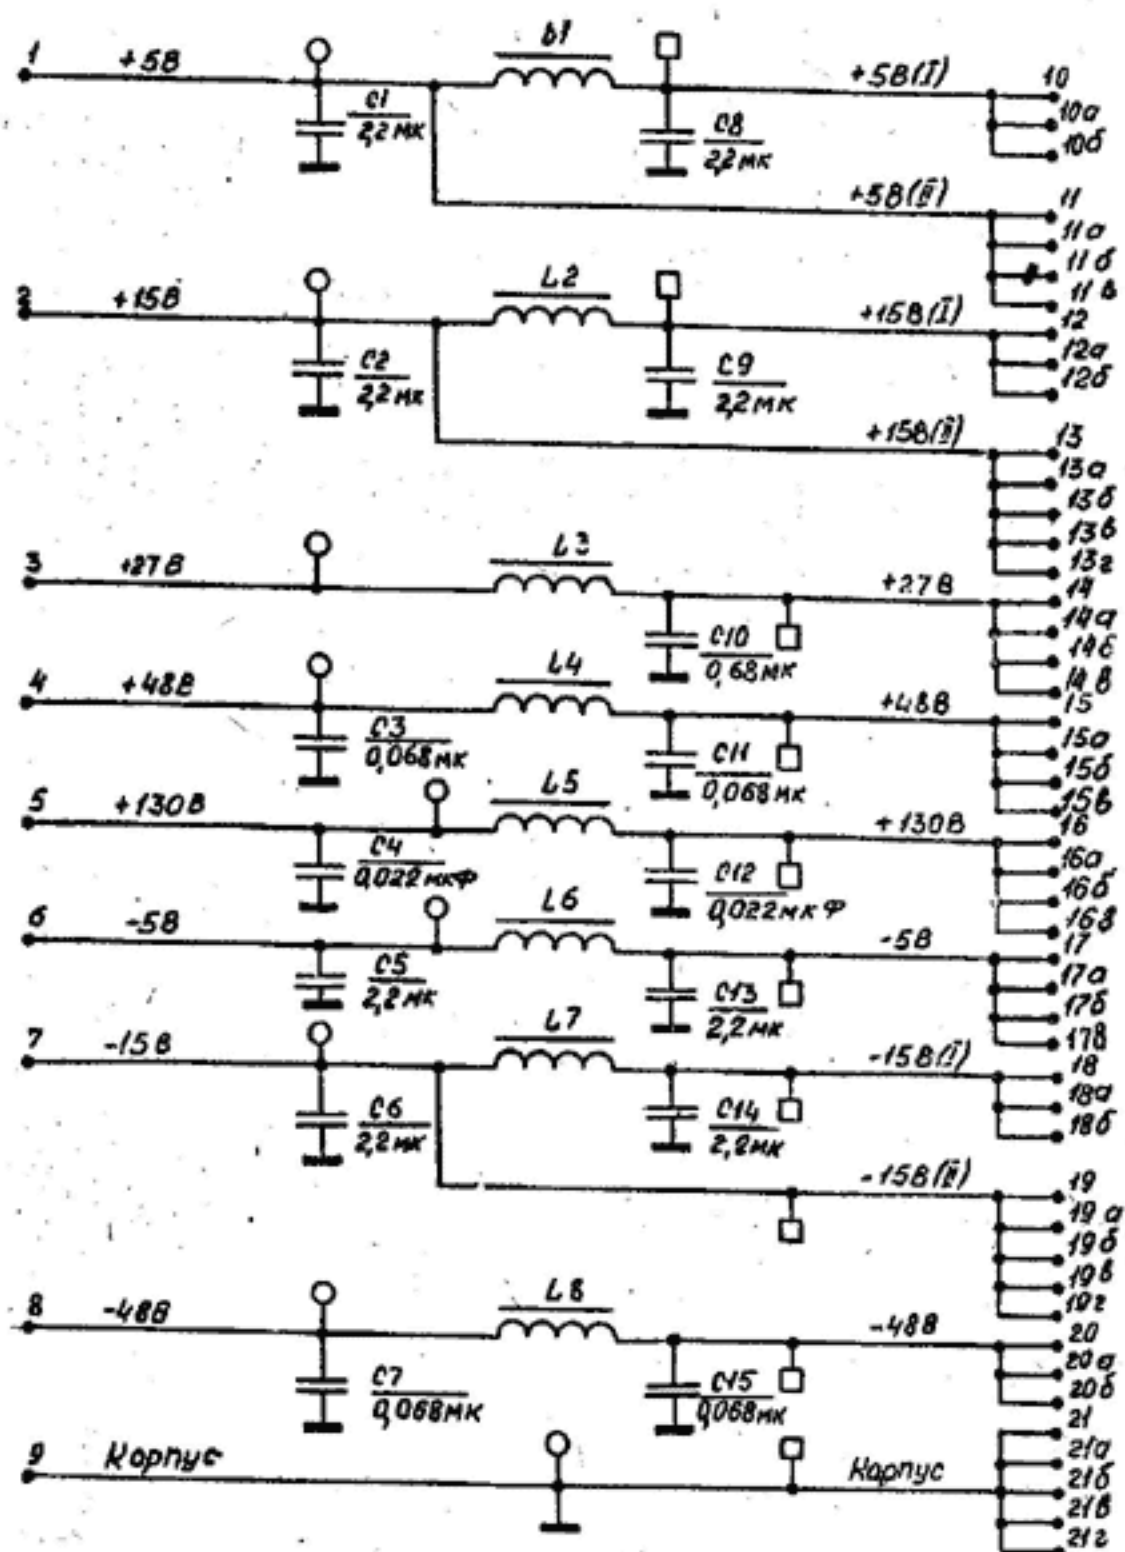 1
+5В
L1
+5В(I)
10
10а
10б
С1
2,2мк
С8
2,2мк
+5В(II)
11
11а
11б
11в
2
+15В
L2
+15В(I)
12
12а
12б
С2
2,2мк
С9
2,2мк
+15В(II)
13
13а
13б
13в
13г
3
+27В
L3
+27В
14
14а
14б
14в
С10
0,68мк
4
+48В
L4
+48В
15
15а
15б
15в
С3
0,068мк
С11
0,068мк
5
+130В
L5
+130В
16
16а
16б
16в
С4
0,022мкФ
С12
0,022мкФ
6
-5В
L6
-5В
17
17а
17б
17в
С5
2,2мк
С13
2,2мк
7
-15В
L7
-15В(I)
18
18а
18б
С6
2,2мк
С14
2,2мк
-15В(II)
19
19а
19б
19в
19г
8
-48В
L8
-48В
20
20а
20б
С7
0,068мк
С15
0,068мк
9
Корпус
Корпус
21
21а
21б
21в
21г